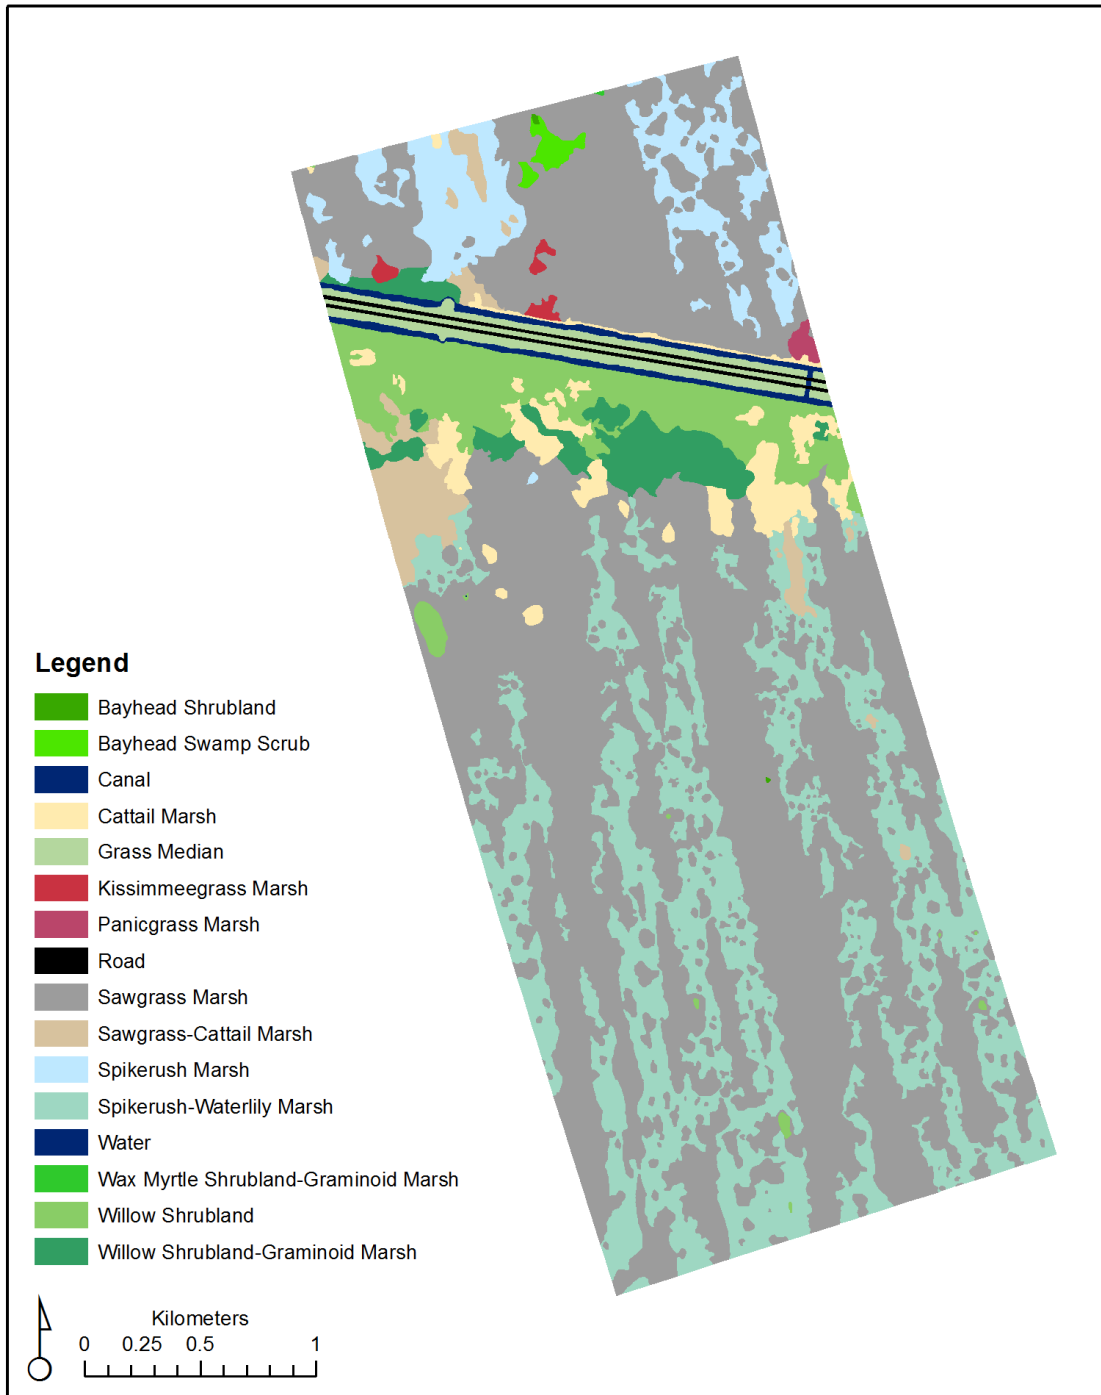 Legend
Bayhead Shrubland
Bayhead Swamp Scrub
Canal
Cattail Marsh
Grass Median
Kissimmeegrass Marsh
Panicgrass Marsh
Road
Sawgrass Marsh
Sawgrass-Cattail Marsh
Spikerush Marsh
Spikerush-Waterlily Marsh
Water
Wax Myrtle Shrubland-Graminoid Marsh
Willow Shrubland
Willow Shrubland-Graminoid Marsh
Kilometers
0 0.25 0.5 1